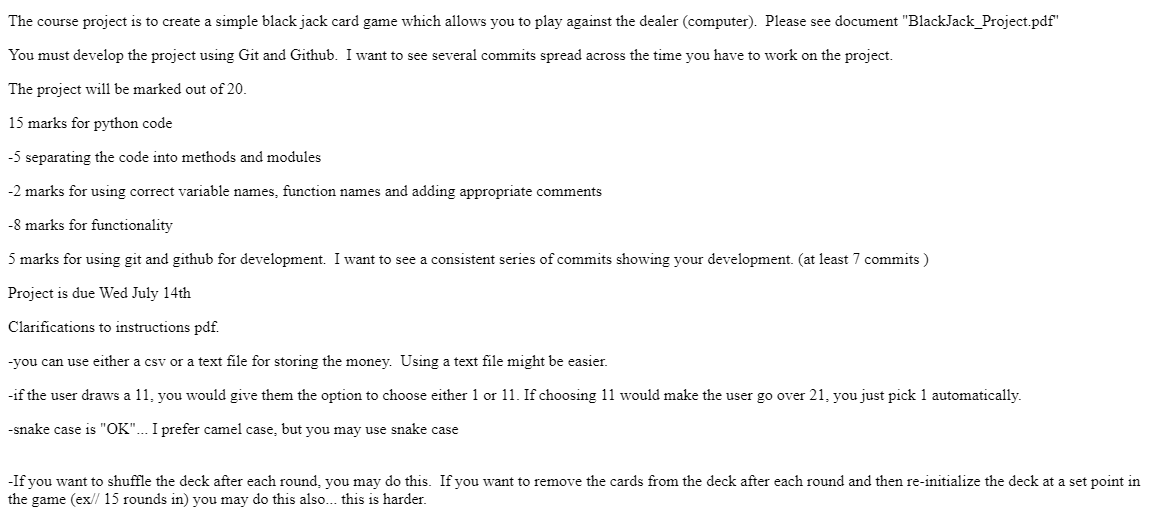 The course project is to create a simple black jack card game which allows you to play against the dealer (computer).  Please see document "BlackJack_Project.pdf"
You must develop the project using Git and Github.  I want to see several commits spread across the time you have to work on the project.
The project will be marked out of 20.
15 marks for python code
-5 separating the code into methods and modules
-2 marks for using correct variable names, function names and adding appropriate comments
-8 marks for functionality
5 marks for using git and github for development.  I want to see a consistent series of commits showing your development. (at least 7 commits )
Project is due Wed July 14th
Clarifications to instructions pdf.
-you can use either a csv or a text file for storing the money.  Using a text file might be easier.
-if the user draws a 11, you would give them the option to choose either 1 or 11. If choosing 11 would make the user go over 21, you just pick 1 automatically.
-snake case is "OK"... I prefer camel case, but you may use snake case
-If you want to shuffle the deck after each round, you may do this.  If you want to remove the cards from the deck after each round and then re-initialize the deck at a set point in
the game (ex// 15 rounds in) you may do this also... this is harder.